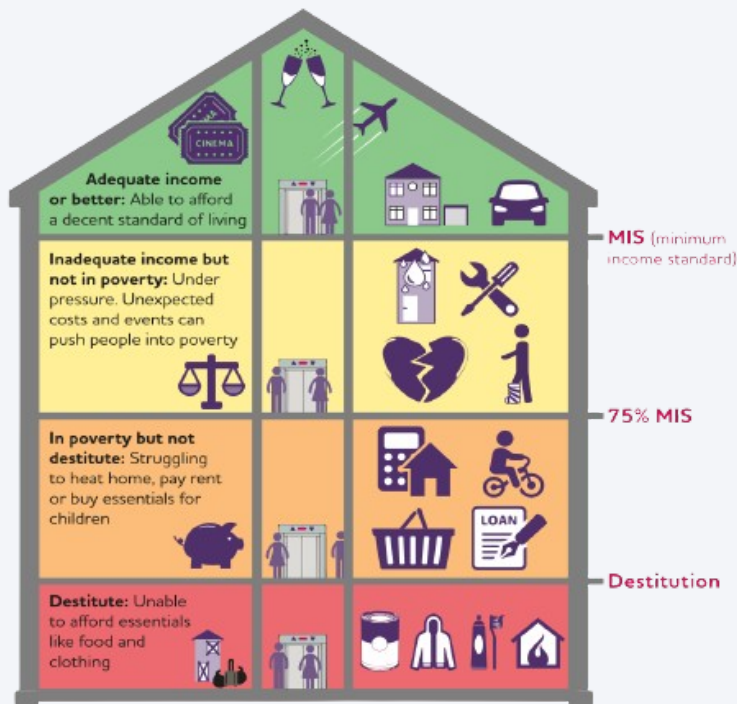 CINEMA
Adequate income
or better: Able to afford
a decent standard of living
MIS (minimum
income standard)
Inadequate income but
not in poverty: Under
pressure. Unexpected
costs and events can
push people into poverty
75% MIS
In poverty but not
destitute: Struggling
to heat home, pay rent
or buy essentials for
children
LOAN
Destitution
Destitute: Unable
to afford essentials
like food and
clothing